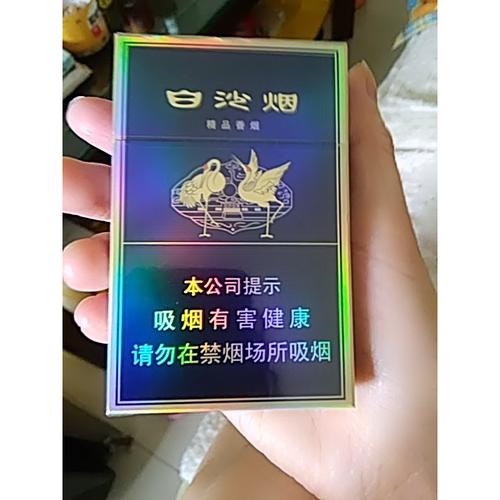 白沙烟
精品香烟
本公司提示
吸烟有害健康
请勿在禁烟场所吸烟